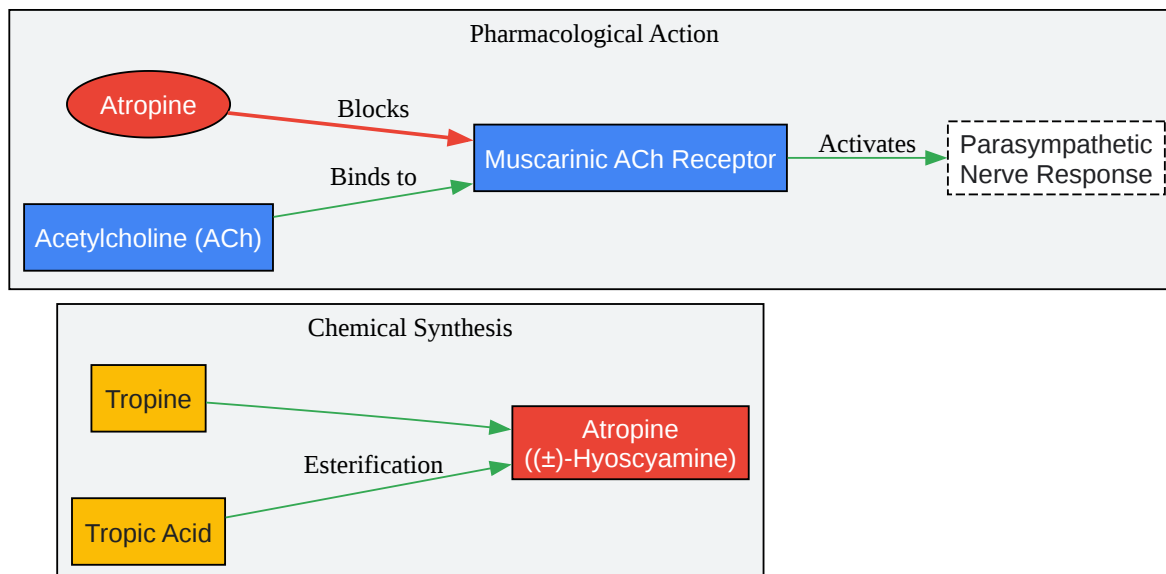 Pharmacological Action
Atropine
Blocks
Muscarinic ACh Receptor
Activates
Parasympathetic
Nerve Response
Binds to
Acetylcholine (ACh)
Chemical Synthesis
Tropine
Esterification
Tropic Acid
Atropine
((±)-Hyoscyamine)